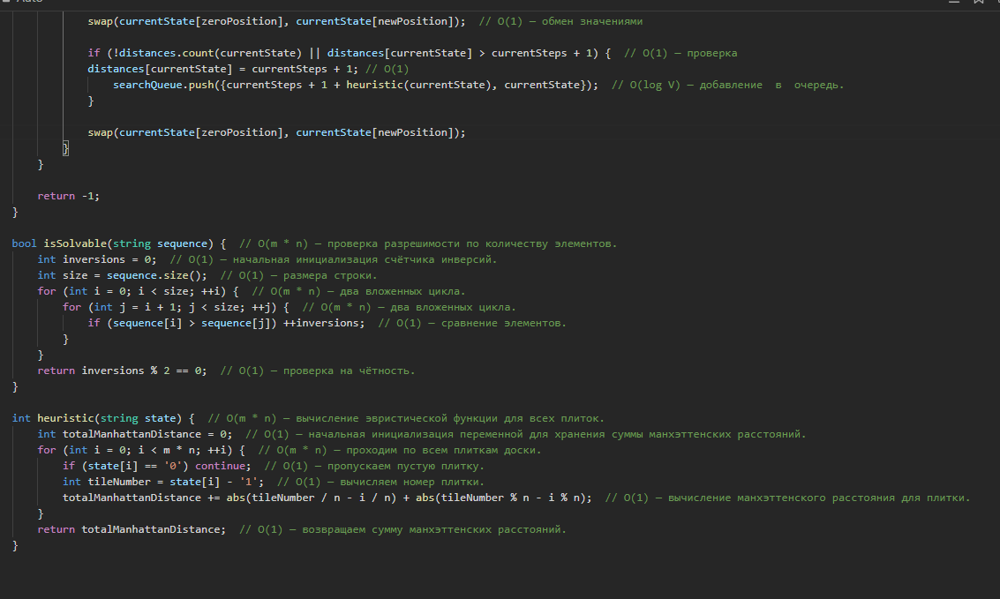 swap(currentState[zeroPosition], currentState[newPosition]);  // O(1) — обмен значениями
if (!distances.count(currentState) || distances[currentState] > currentSteps + 1) {  // O(1) — проверка
distances[currentState] = currentSteps + 1; // O(1)
searchQueue.push({currentSteps + 1 + heuristic(currentState), currentState});  // O(log V) — добавление  в  очередь.
}
swap(currentState[zeroPosition], currentState[newPosition]);
}
}
return -1;
}
bool isSolvable(string sequence) {  // O(m * n) — проверка разрешимости по количеству элементов.
int inversions = 0;  // O(1) — начальная инициализация счётчика инверсий.
int size = sequence.size();  // O(1) — размера строки.
for (int i = 0; i < size; ++i) {  // O(m * n) — два вложенных цикла.
for (int j = i + 1; j < size; ++j) {  // O(m * n) — два вложенных цикла.
if (sequence[i] > sequence[j]) ++inversions;  // O(1) — сравнение элементов.
}
}
return inversions % 2 == 0;  // O(1) — проверка на чётность.
}
int heuristic(string state) {  // O(m * n) — вычисление эвристической функции для всех плиток.
int totalManhattanDistance = 0;  // O(1) — начальная инициализация переменной для хранения суммы манхэттенских расстояний.
for (int i = 0; i < m * n; ++i) {  // O(m * n) — проходим по всем плиткам доски.
if (state[i] == '0') continue;  // O(1) — пропускаем пустую плитку.
int tileNumber = state[i] - '1';  // O(1) — вычисляем номер плитки.
totalManhattanDistance += abs(tileNumber / n - i / n) + abs(tileNumber % n - i % n);  // O(1) — вычисление манхэттенского расстояния для плитки.
}
return totalManhattanDistance;  // O(1) — возвращаем сумму манхэттенских расстояний.
}